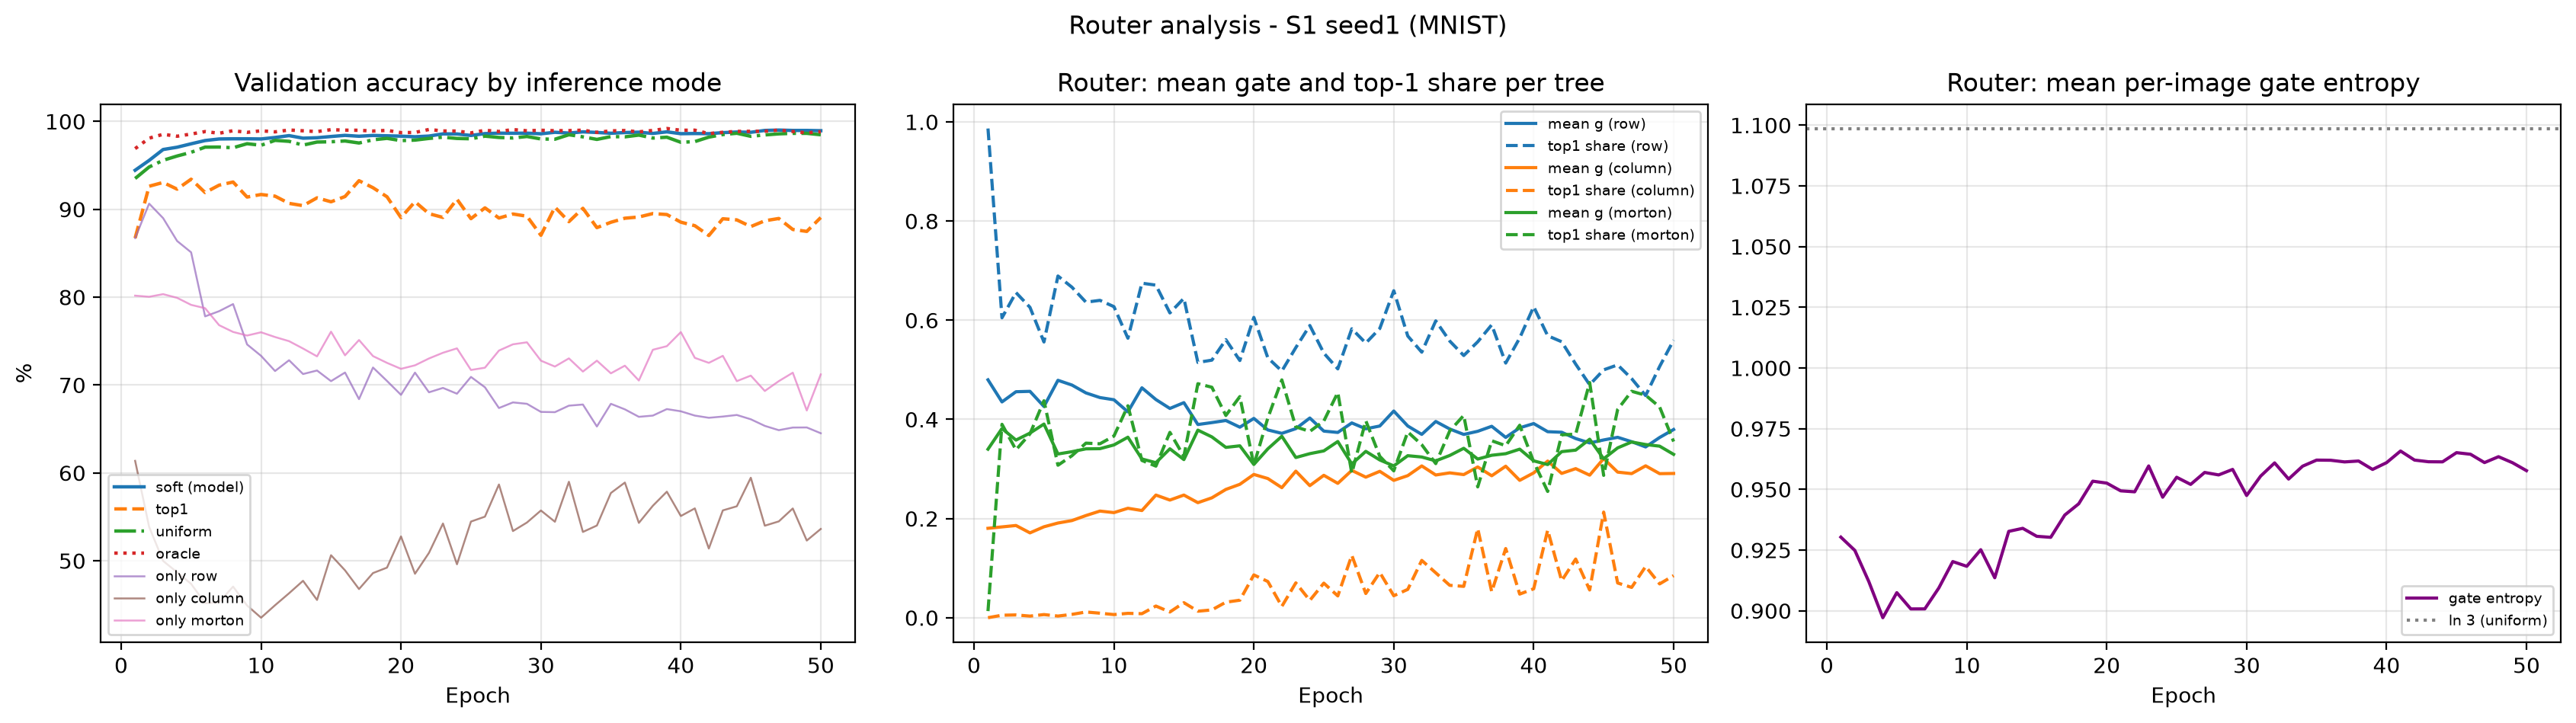 Router analysis - S1 seed1 (MNIST)
Validation accuracy by inference mode
100
90
80
70
60
50
%
0 10 20 30 40 50
Epoch
soft (model)
top1
uniform
oracle
only row
only column
only morton
Router: mean gate and top-1 share per tree
1.0
0.8
0.6
0.4
0.2
0.0
0 10 20 30 40 50
Epoch
mean g (row)
top1 share (row)
mean g (column)
top1 share (column)
mean g (morton)
top1 share (morton)
Router: mean per-image gate entropy
1.100
1.075
1.050
1.025
1.000
0.975
0.950
0.925
0.900
0 10 20 30 40 50
Epoch
gate entropy
ln 3 (uniform)